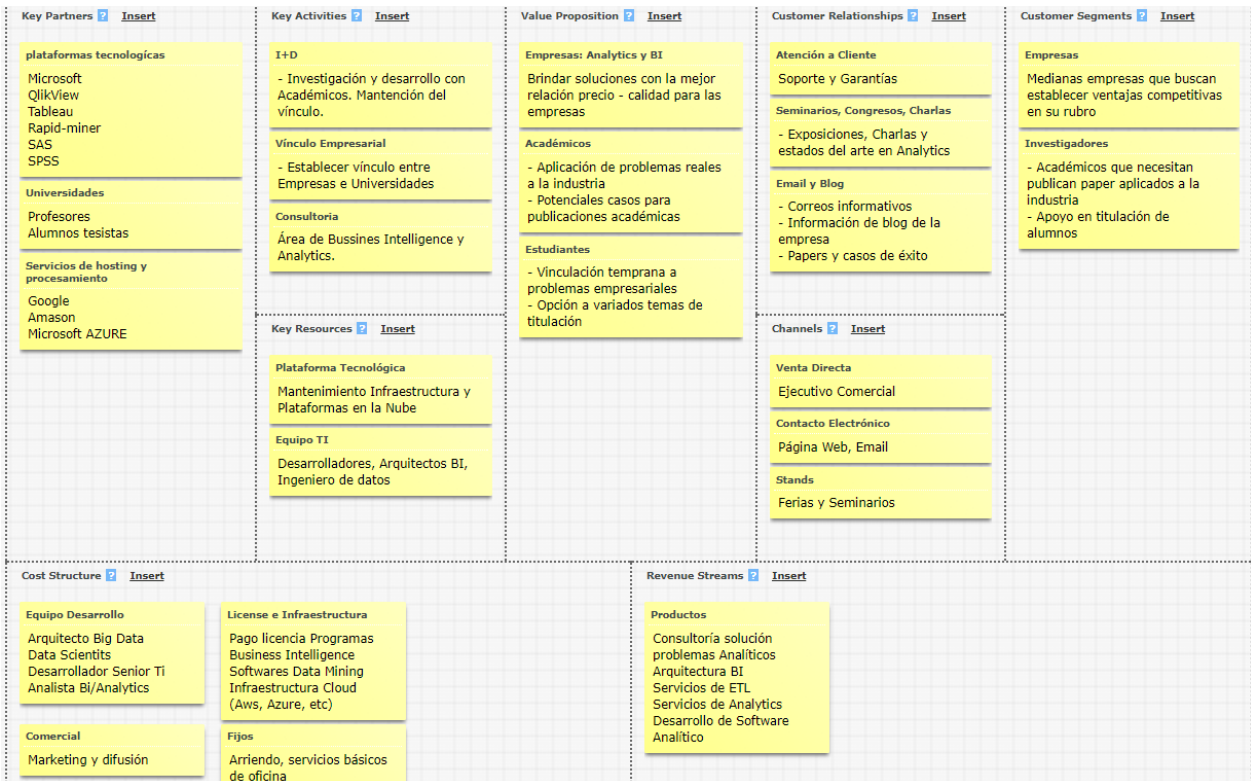 Key Partners ? Insert
plataformas tecnologícas
Microsoft
QlikView
Tableau
Rapid-miner
SAS
SPSS
Universidades
Profesores
Alumnos tesistas
Servicios de hosting y
procesamiento
Google
Amason
Microsoft AZURE
Key Activities ? Insert
I+D
- Investigación y desarrollo con
Académicos. Mantención del
vínculo.
Vínculo Empresarial
- Establecer vínculo entre
Empresas e Universidades
Consultoria
Área de Bussines Intelligence y
Analytics.
Key Resources ? Insert
Plataforma Tecnológica
Mantenimiento Infraestructura y
Plataformas en la Nube
Equipo TI
Desarrolladores, Arquitectos BI,
Ingeniero de datos
Value Proposition ? Insert
Empresas: Analytics y BI
Brindar soluciones con la mejor
relación precio - calidad para las
empresas
Académicos
- Aplicación de problemas reales
a la industria
- Potenciales casos para
publicaciones académicas
Estudiantes
- Vinculación temprana a
problemas empresariales
- Opción a variados temas de
titulación
Customer Relationships ? Insert
Atención a Cliente
Soporte y Garantías
Seminarios, Congresos, Charlas
- Exposiciones, Charlas y
estados del arte en Analytics
Email y Blog
- Correos informativos
- Información de blog de la
empresa
- Papers y casos de éxito
Channels ? Insert
Venta Directa
Ejecutivo Comercial
Contacto Electrónico
Página Web, Email
Stands
Ferias y Seminarios
Customer Segments ? Insert
Empresas
Medianas empresas que buscan
establecer ventajas competitivas
en su rubro
Investigadores
- Académicos que necesitan
publican paper aplicados a la
industria
- Apoyo en titulación de
alumnos
Cost Structure ? Insert
Equipo Desarrollo
Arquitecto Big Data
Data Scientits
Desarrollador Senior Ti
Analista Bi/Analytics
Comercial
Marketing y difusión
License e Infraestructura
Pago licencia Programas
Business Intelligence
Softwares Data Mining
Infraestructura Cloud
(Aws, Azure, etc)
Fijos
Arriendo, servicios básicos
de oficina
Revenue Streams ? Insert
Productos
Consultoría solución
problemas Analíticos
Arquitectura BI
Servicios de ETL
Servicios de Analytics
Desarrollo de Software
Analítico